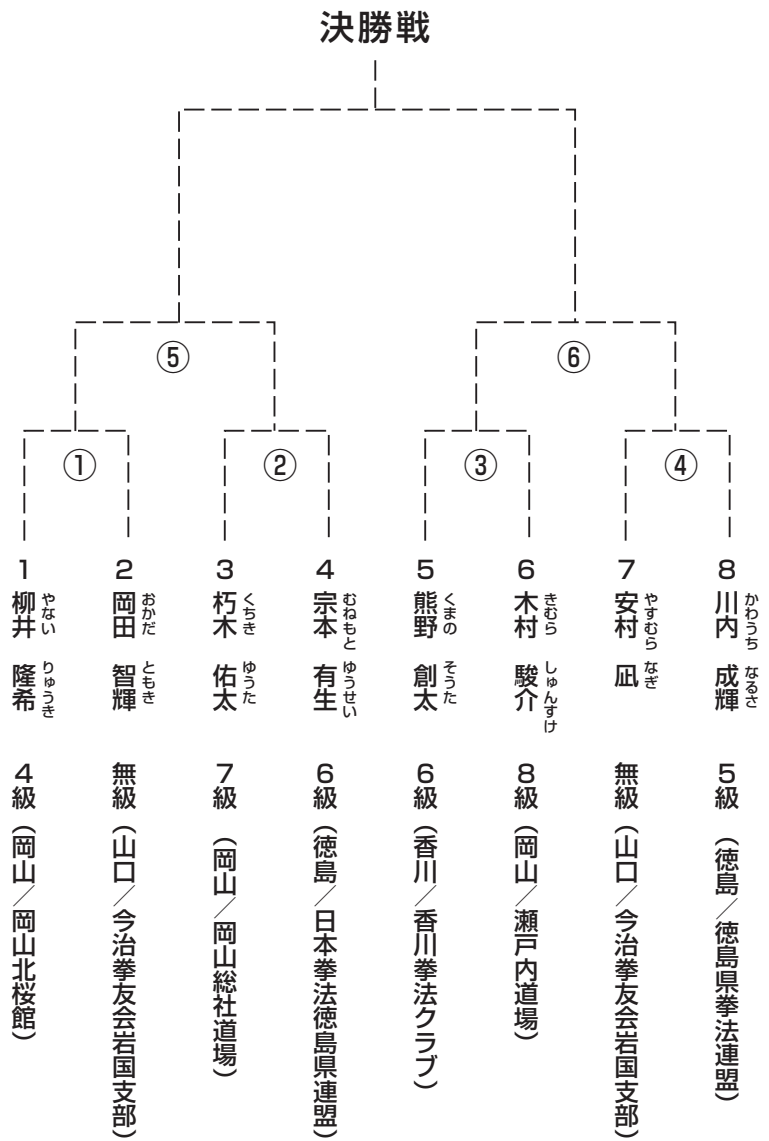 決勝戦
⑤
⑥
①
②
③
④
1 柳井 隆希 やない りゅうき 4級 (岡山／岡山北桜館)
2 岡田 智輝 おかだ ともき 無級 (山口／今治拳友会岩国支部)
3 朽木 佑太 くちき ゆうた 7級 (岡山／岡山総社道場)
4 宗本 有生 むねもと ゆうせい 6級 (徳島／日本拳法徳島県連盟)
5 熊野 創太 くまの そうた 6級 (香川／香川拳法クラブ)
6 木村 駿介 きむら しゅんすけ 8級 (岡山／瀬戸内道場)
7 安村 凪 やすむら なぎ 無級 (山口／今治拳友会岩国支部)
8 川内 成輝 かわうち なるさ 5級 (徳島／徳島県拳法連盟)